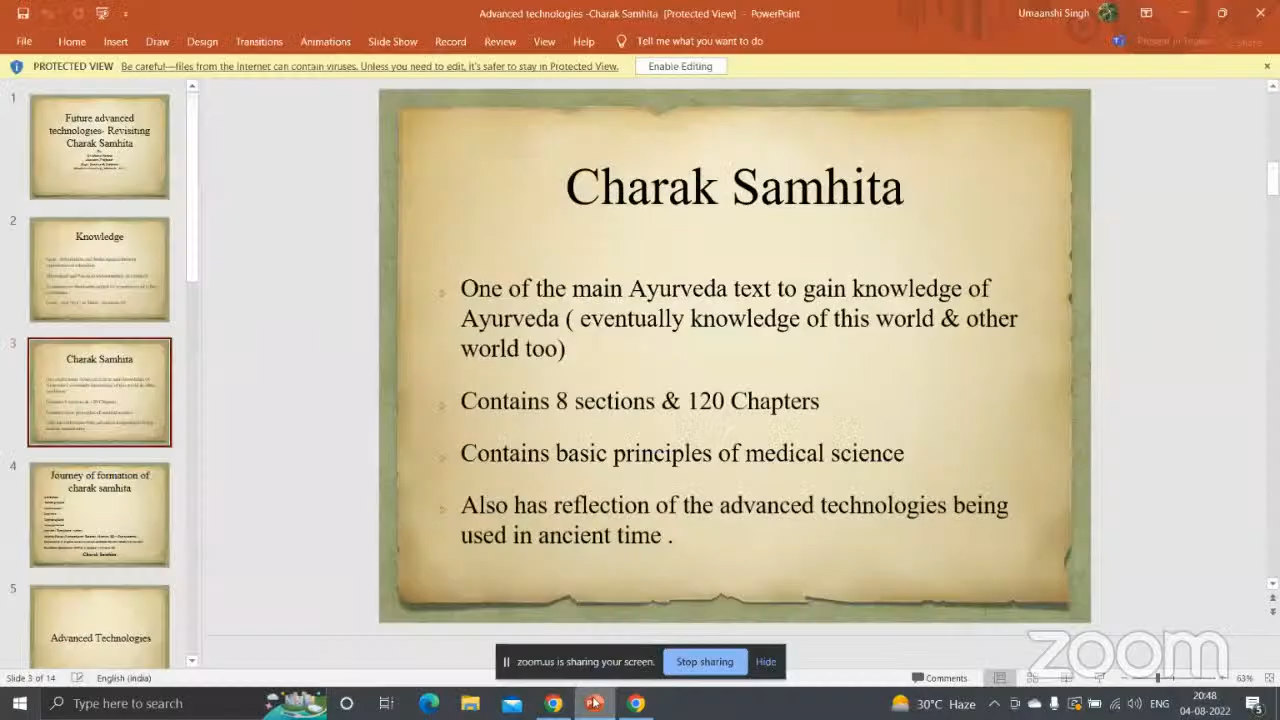 Advanced technologies -Charak Samhita [Protected View] - PowerPoint
Umaanshi Singh
File Home Insert Draw Design Transitions Animations Slide Show Record Review View Help Tell me what you want to do
PROTECTED VIEW Be careful—files from the Internet can contain viruses. Unless you need to edit, it's safer to stay in Protected View. Enable Editing
1
Future advanced
technologies- Revisiting
Charak Samhita
2
Knowledge
3
Charak Samhita
4
Journey of formation of
charak samhita
Charak Samhita
5
Advanced Technologies
Charak Samhita
One of the main Ayurveda text to gain knowledge of
Ayurveda ( eventually knowledge of this world & other
world too)
Contains 8 sections & 120 Chapters
Contains basic principles of medical science
Also has reflection of the advanced technologies being
used in ancient time .
zoom
zoom.us is sharing your screen. Stop sharing Hide
Slide 3 of 14 English (India) Comments 63%
Type here to search
30°C Haze
ENG
20:48
04-08-2022
5